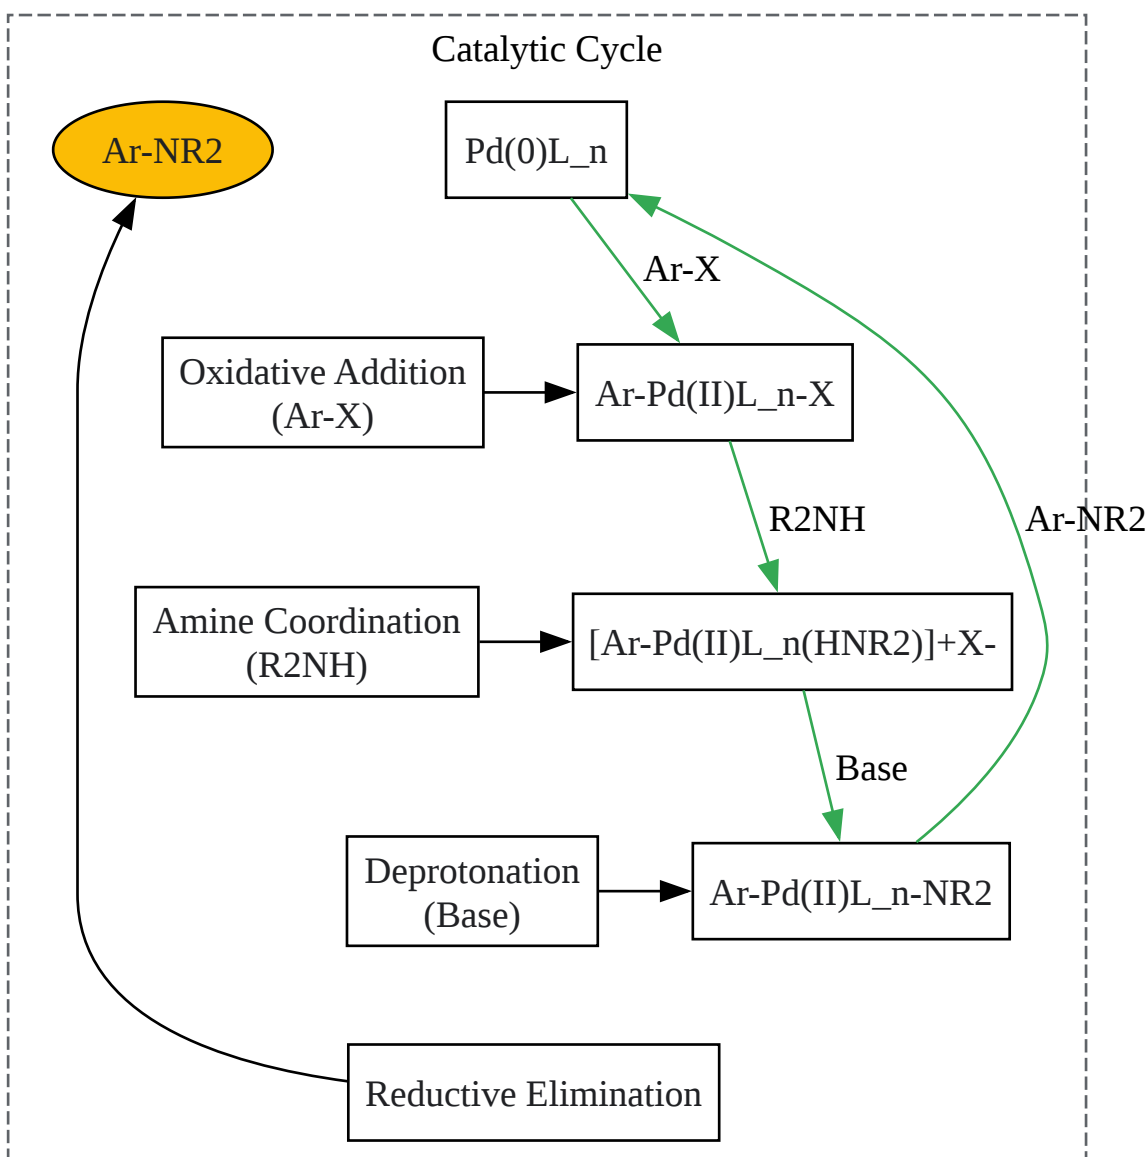 Catalytic Cycle
Ar-NR2
Pd(0)L_n
Ar-X
Oxidative Addition
(Ar-X)
Ar-Pd(II)L_n-X
R2NH
Ar-NR2
Amine Coordination
(R2NH)
[Ar-Pd(II)L_n(HNR2)]+X-
Base
Deprotonation
(Base)
Ar-Pd(II)L_n-NR2
Reductive Elimination